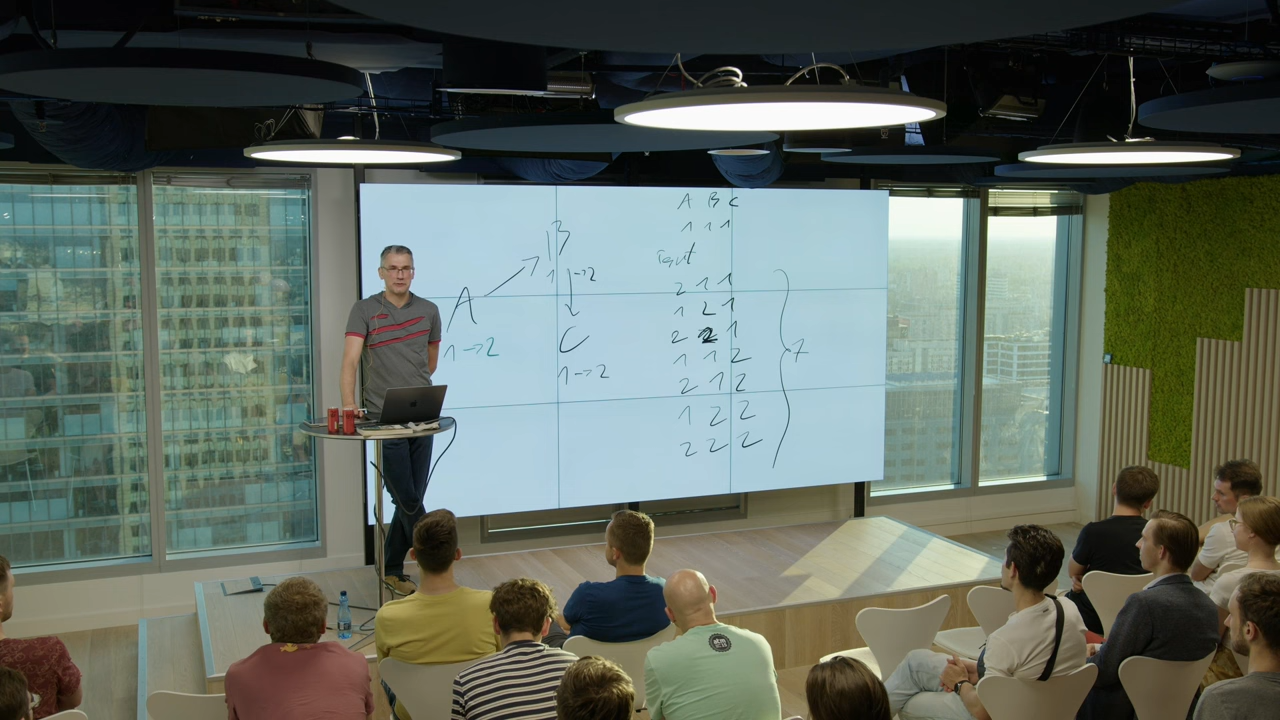 B
1 →2
A
1→2
C
1→2
A B C
1 1 1
2 1 1
1 2 1
2 2 1
1 1 2
2 1 2
1 2 2
2 2 2
7